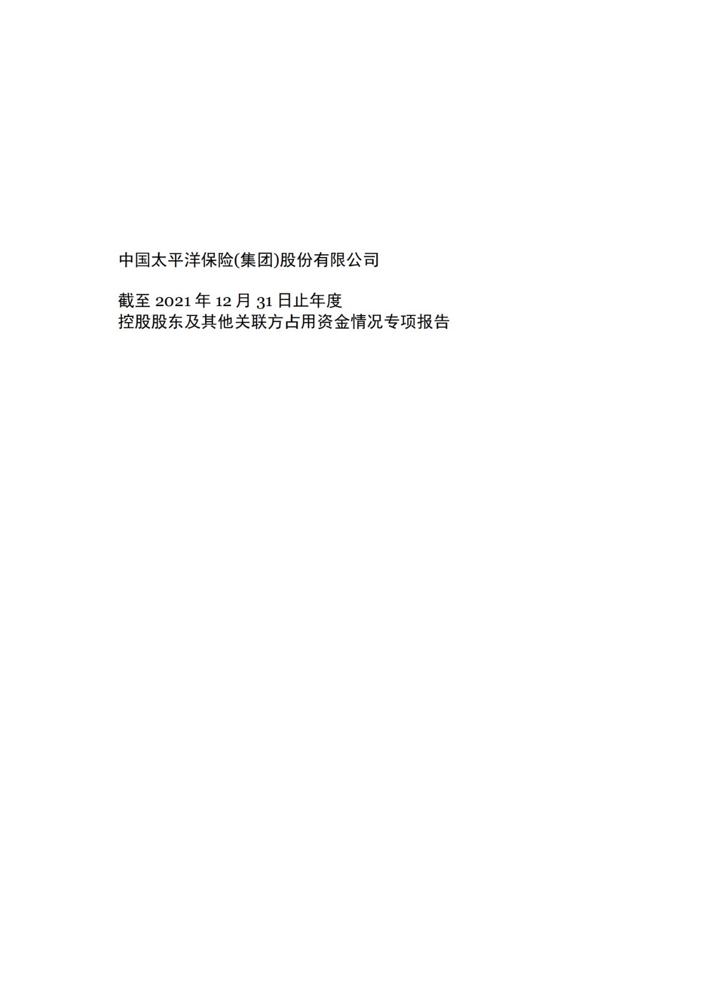 中国太平洋保险(集团)股份有限公司
截至 2021 年 12 月 31 日止年度
控股股东及其他关联方占用资金情况专项报告